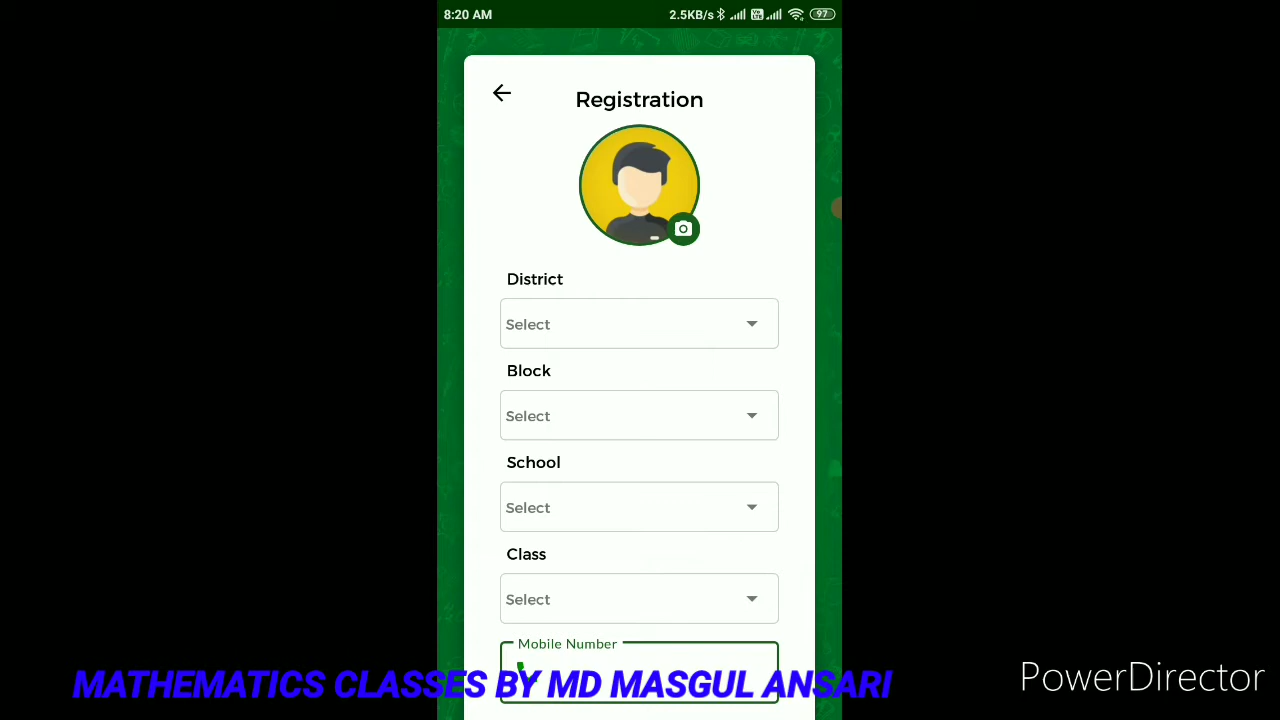 8:20 AM 2.5KB/s 97
Registration
District
Select
Block
Select
School
Select
Class
Select
Mobile Number
MATHEMATICS CLASSES BY MD MASGUL ANSARI
PowerDirector